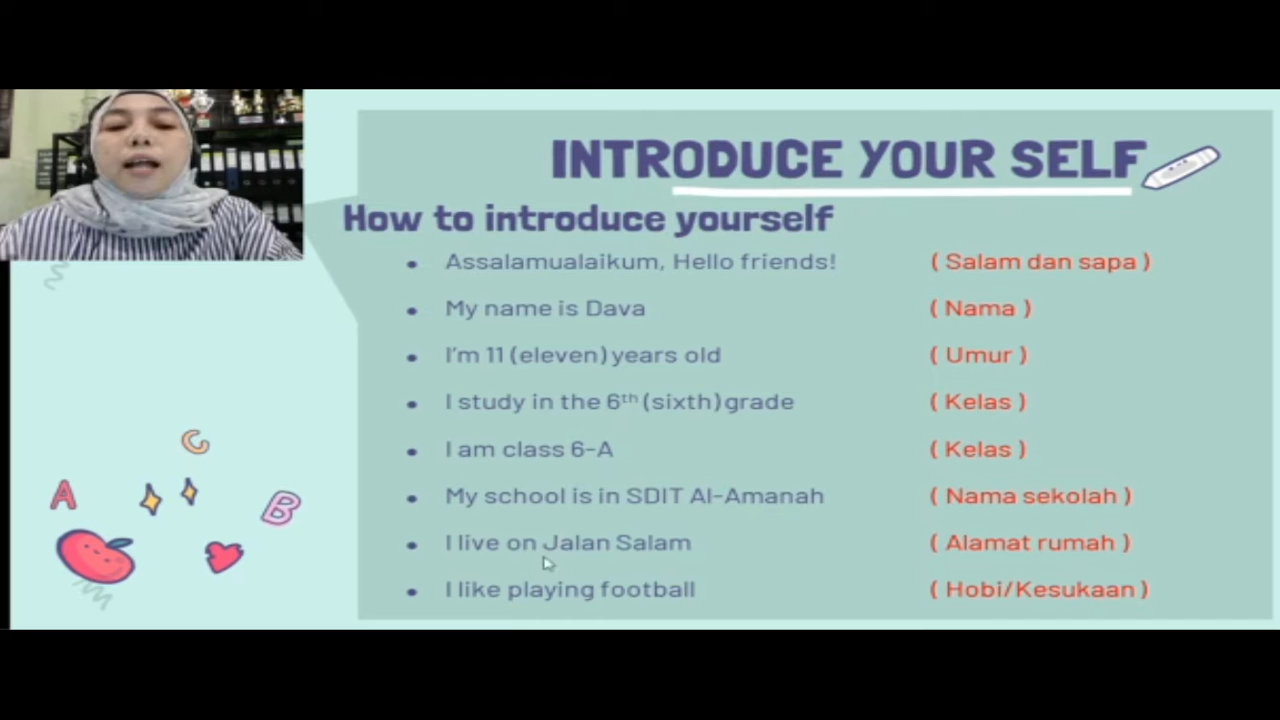 INTRODUCE YOUR SELF
How to introduce yourself
• Assalamualaikum, Hello friends! ( Salam dan sapa )
• My name is Dava ( Nama )
• I'm 11 (eleven) years old ( Umur )
• I study in the 6th (sixth) grade ( Kelas )
• I am class 6-A ( Kelas )
• My school is in SDIT Al-Amanah ( Nama sekolah )
• I live on Jalan Salam ( Alamat rumah )
• I like playing football ( Hobi/Kesukaan )
C
A
B